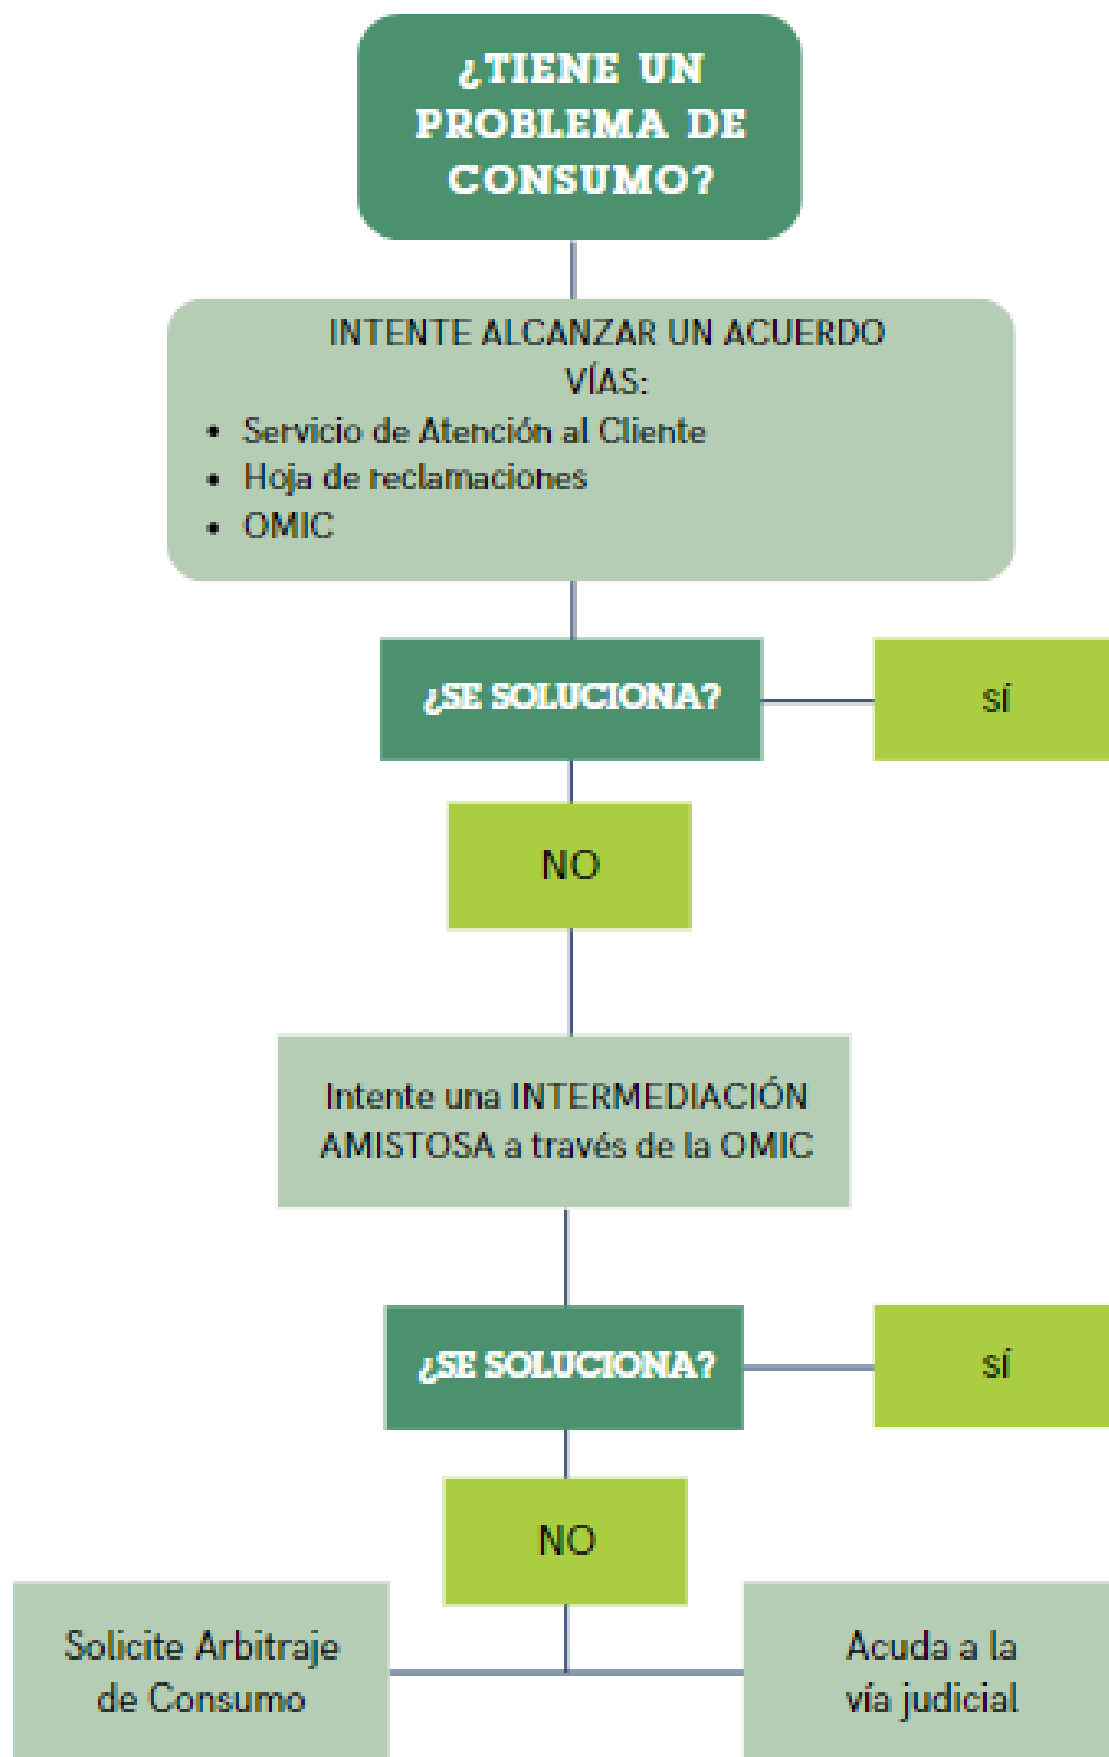 ¿TIENE UN
PROBLEMA DE
CONSUMO?
INTENTE ALCANZAR UN ACUERDO
VÍAS:
• Servicio de Atención al Cliente
• Hoja de reclamaciones
• OMIC
¿SE SOLUCIONA?
SÍ
NO
Intente una INTERMEDIACIÓN
AMISTOSA a través de la OMIC
¿SE SOLUCIONA?
SÍ
NO
Solicite Arbitraje
de Consumo
Acuda a la
vía judicial